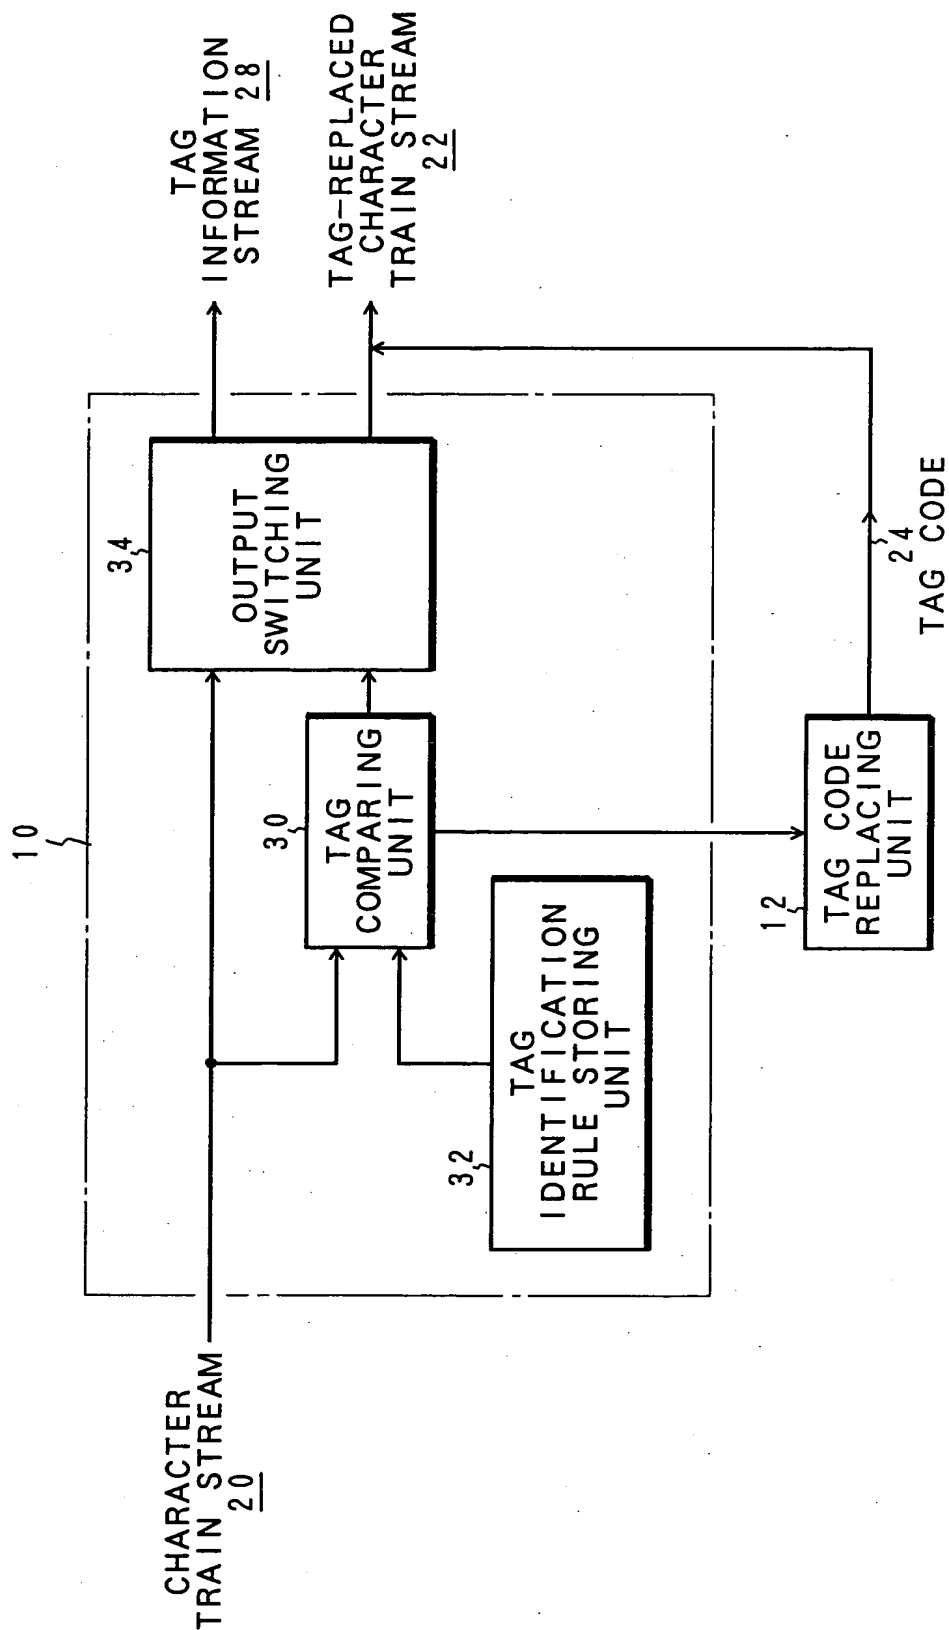 CHARACTER
TRAIN STREAM
20
10
32
TAG
IDENTIFICATION
RULE STORING
UNIT
30
TAG
COMPARING
UNIT
12
TAG CODE
REPLACING
UNIT
34
OUTPUT
SWITCHING
UNIT
24
TAG CODE
TAG
INFORMATION
STREAM 28
TAG-REPLACED
CHARACTER
TRAIN STREAM
22